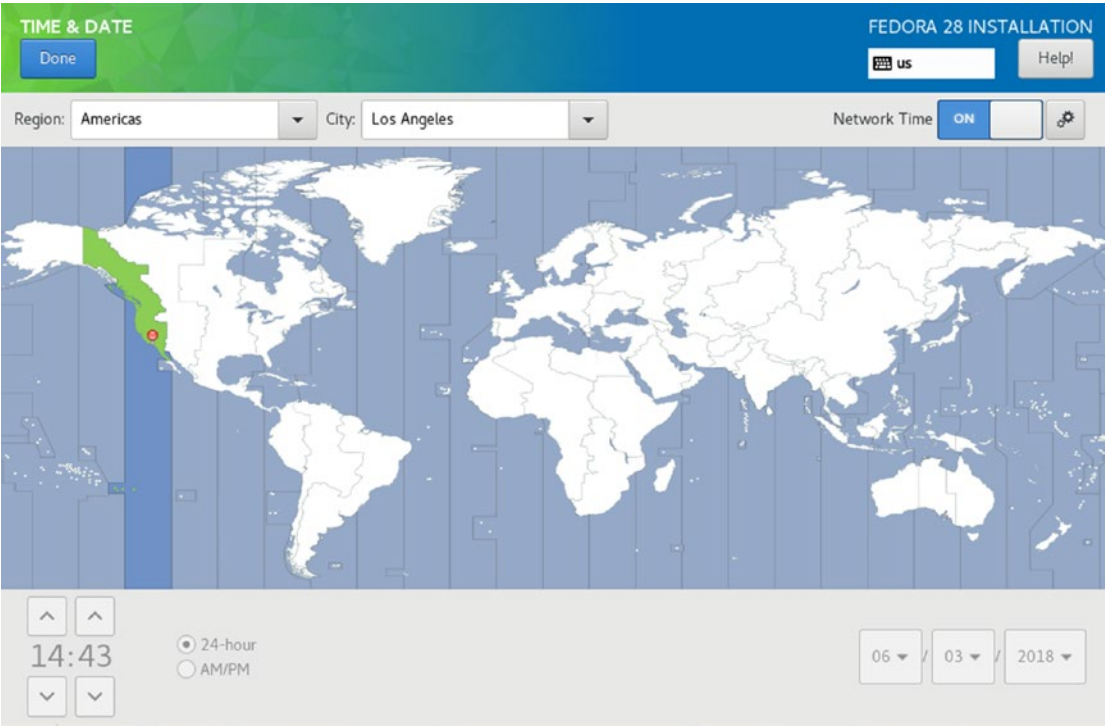 TIME & DATE
FEDORA 28 INSTALLATION
Done
us
Help!
Region: Americas City: Los Angeles Network Time ON
14:43
24-hour
AM/PM
06 / 03 / 2018